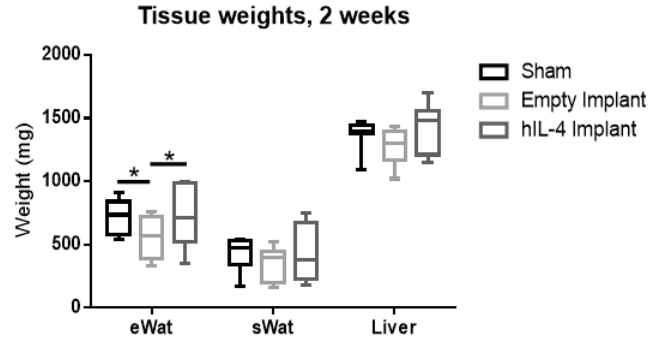 Tissue weights, 2 weeks
Weight (mg)
2000
1500
1000
500
0
* *
eWat sWat Liver
Sham
Empty Implant
hIL-4 Implant